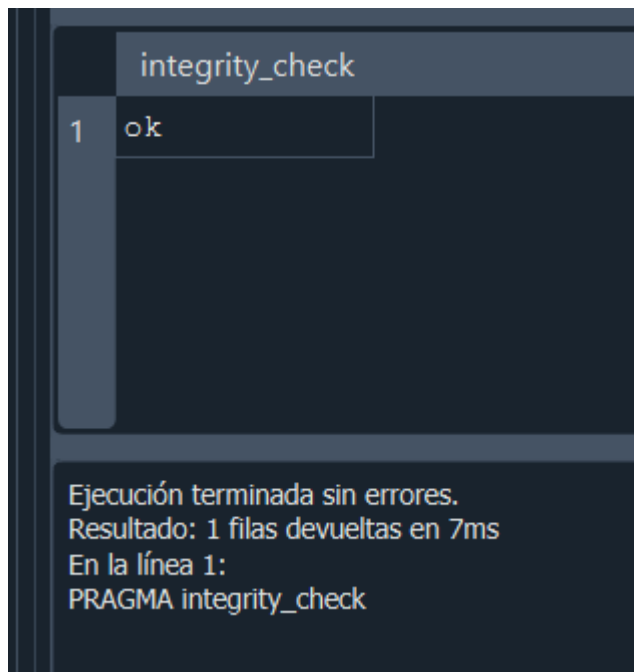 integrity_check
1 ok
Ejecución terminada sin errores.
Resultado: 1 filas devueltas en 7ms
En la línea 1:
PRAGMA integrity_check